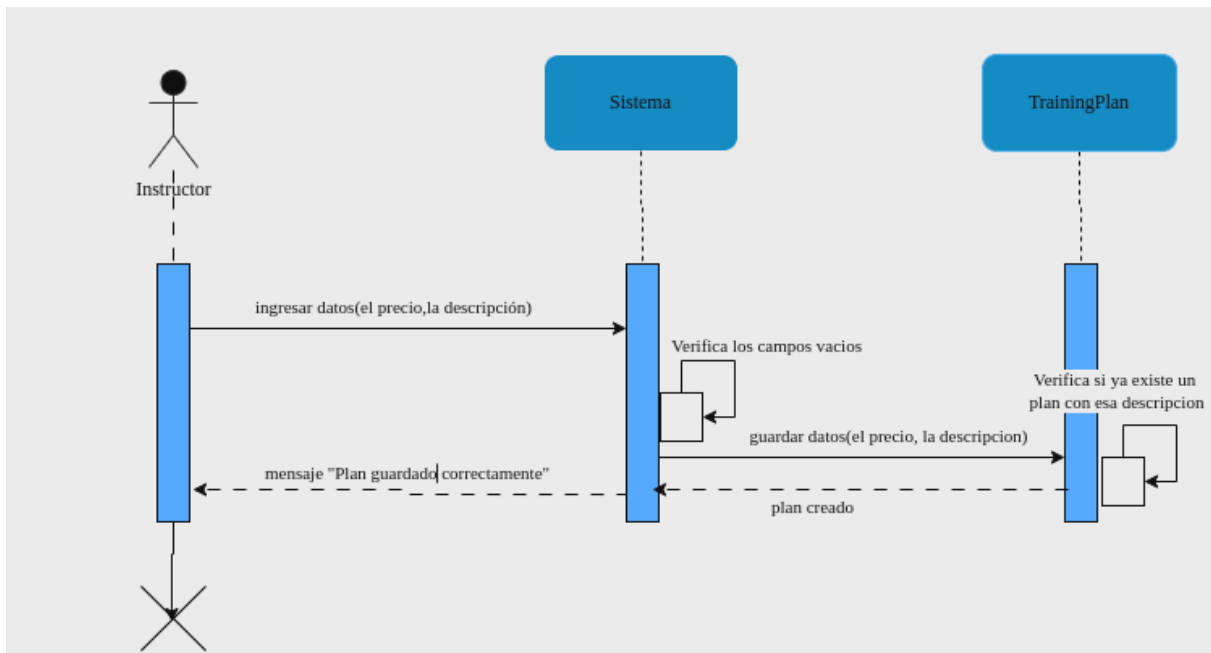 Sistema
TrainingPlan
Instructor
ingresar datos(el precio,la descripción)
Verifica los campos vacios
Verifica si ya existe un
plan con esa descripcion
guardar datos(el precio, la descripcion)
mensaje "Plan guardado correctamente"
plan creado